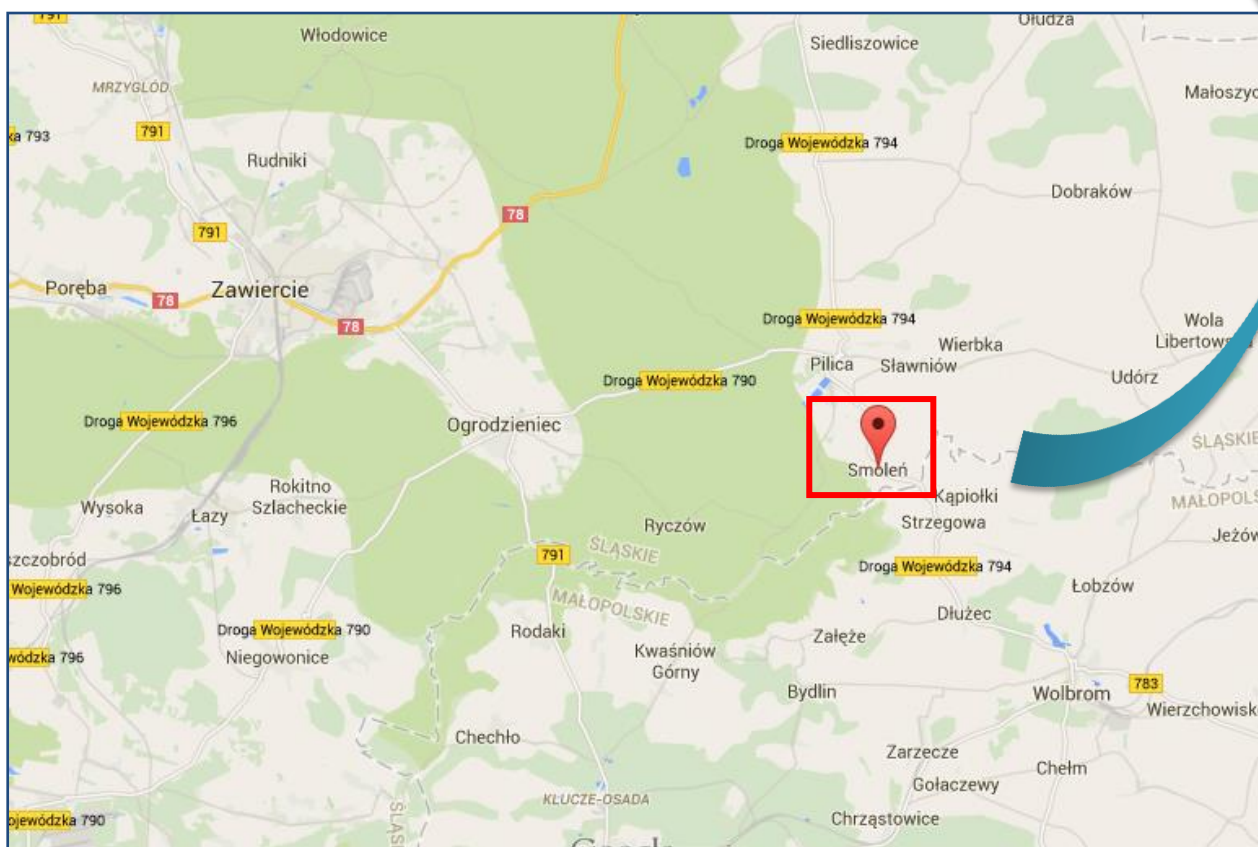 791
Włodowice
Siedliszowice
Ołudza
MRZYGŁÓD
Małoszyc
ka 793
791
Rudniki
Droga Wojewódzka 794
Dobraków
78
791
Poręba
78
Zawiercie
78
Droga Wojewódzka 794
Wola
Libertows
Wierbka
Pilica
Sławniów
Udórz
Droga Wojewódzka 790
Droga Wojewódzka 796
Ogrodzieniec
ŚLĄSKIE
Smoleń
MAŁOPOLS
Rokitno
Szlacheckie
Kąpiołki
Wysoka
Łazy
Ryczów
Strzegowa
Jeżów
szczobród
791
ŚLĄSKIE
Droga Wojewódzka 794
Wojewódzka 796
Łobzów
MAŁOPOLSKIE
Dłużec
Droga Wojewódzka 790
Rodaki
Załęże
wódzka 796
Niegowonice
Kwaśniów
Górny
Bydlin
Wolbrom
783
Wierzchowisk
Chechło
Zarzecze
Chełm
Gołaczewy
KLUCZE-OSADA
ŚLĄS
ojewódzka 790
Chrząstowice